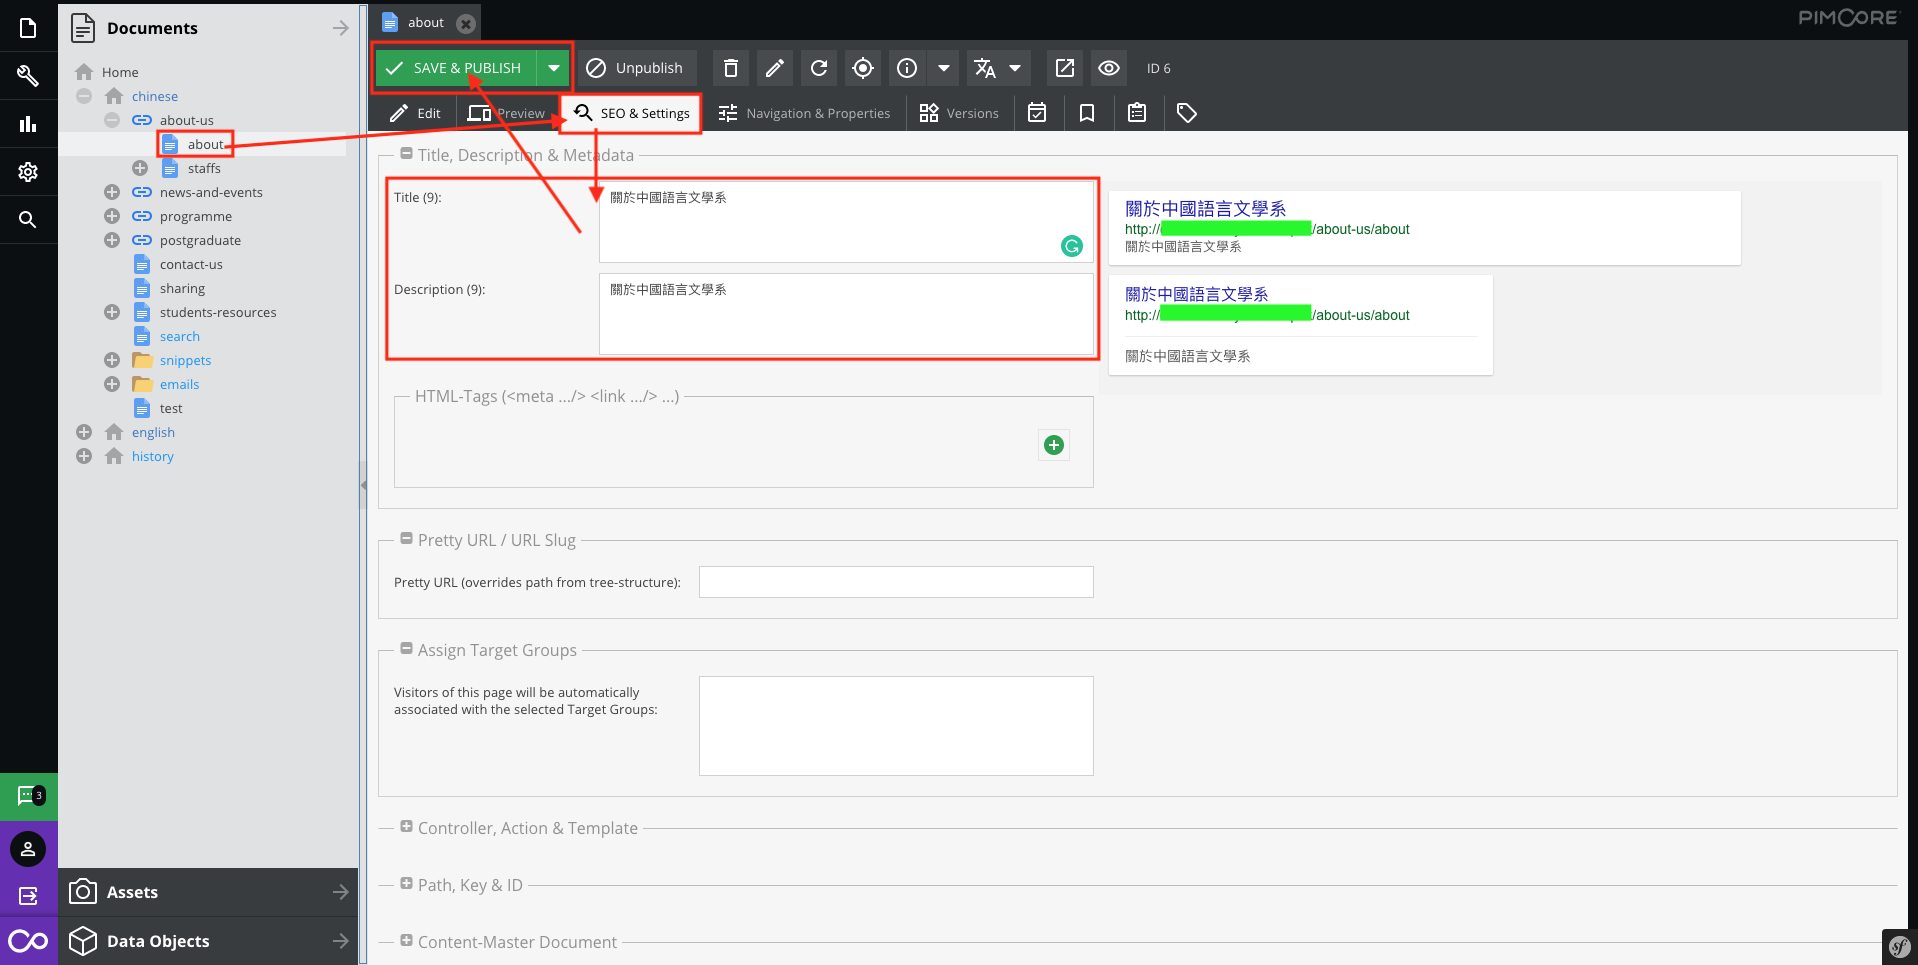 Documents
about
PIMCORE
SAVE & PUBLISH
Unpublish
ID 6
Edit
Preview
SEO & Settings
Navigation & Properties
Versions
Home
chinese
about-us
about
staffs
news-and-events
programme
postgraduate
contact-us
sharing
students-resources
search
snippets
emails
test
english
history
3
Assets
Data Objects
Title, Description & Metadata
Title (9):
關於中國語言文學系
Description (9):
關於中國語言文學系
關於中國語言文學系
http://
/about-us/about
關於中國語言文學系
關於中國語言文學系
http://
/about-us/about
關於中國語言文學系
HTML-Tags (<meta .../> <link .../> ...)
Pretty URL / URL Slug
Pretty URL (overrides path from tree-structure):
Assign Target Groups
Visitors of this page will be automatically
associated with the selected Target Groups:
Controller, Action & Template
Path, Key & ID
Content-Master Document
sf